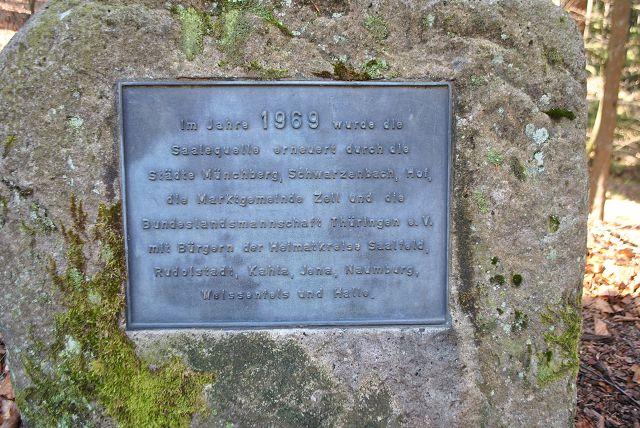 Im Jahre 1969 wurde die
Saalequelle erneuert durch die
Städte Münchberg, Schwarzenbach, Hof,
die Marktgemeinde Zell und die
Bundeslandsmannschaft Thüringen e.V.
mit Bürgern der Heimatkreise Saalfeld,
Rudolstadt, Kahla, Jena, Naumburg,
Weissenfels und Halle.